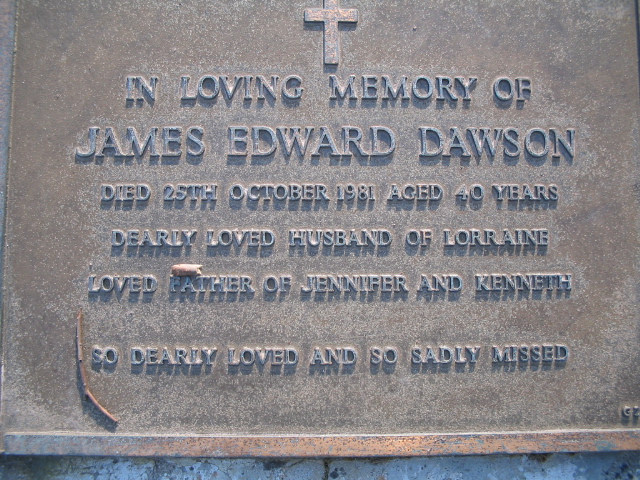 IN LOVING MEMORY OF
JAMES EDWARD DAWSON
DIED 25TH OCTOBER 1981 AGED 40 YEARS
DEARLY LOVED HUSBAND OF LORRAINE
LOVED FATHER OF JENNIFER AND KENNETH
SO DEARLY LOVED AND SO SADLY MISSED